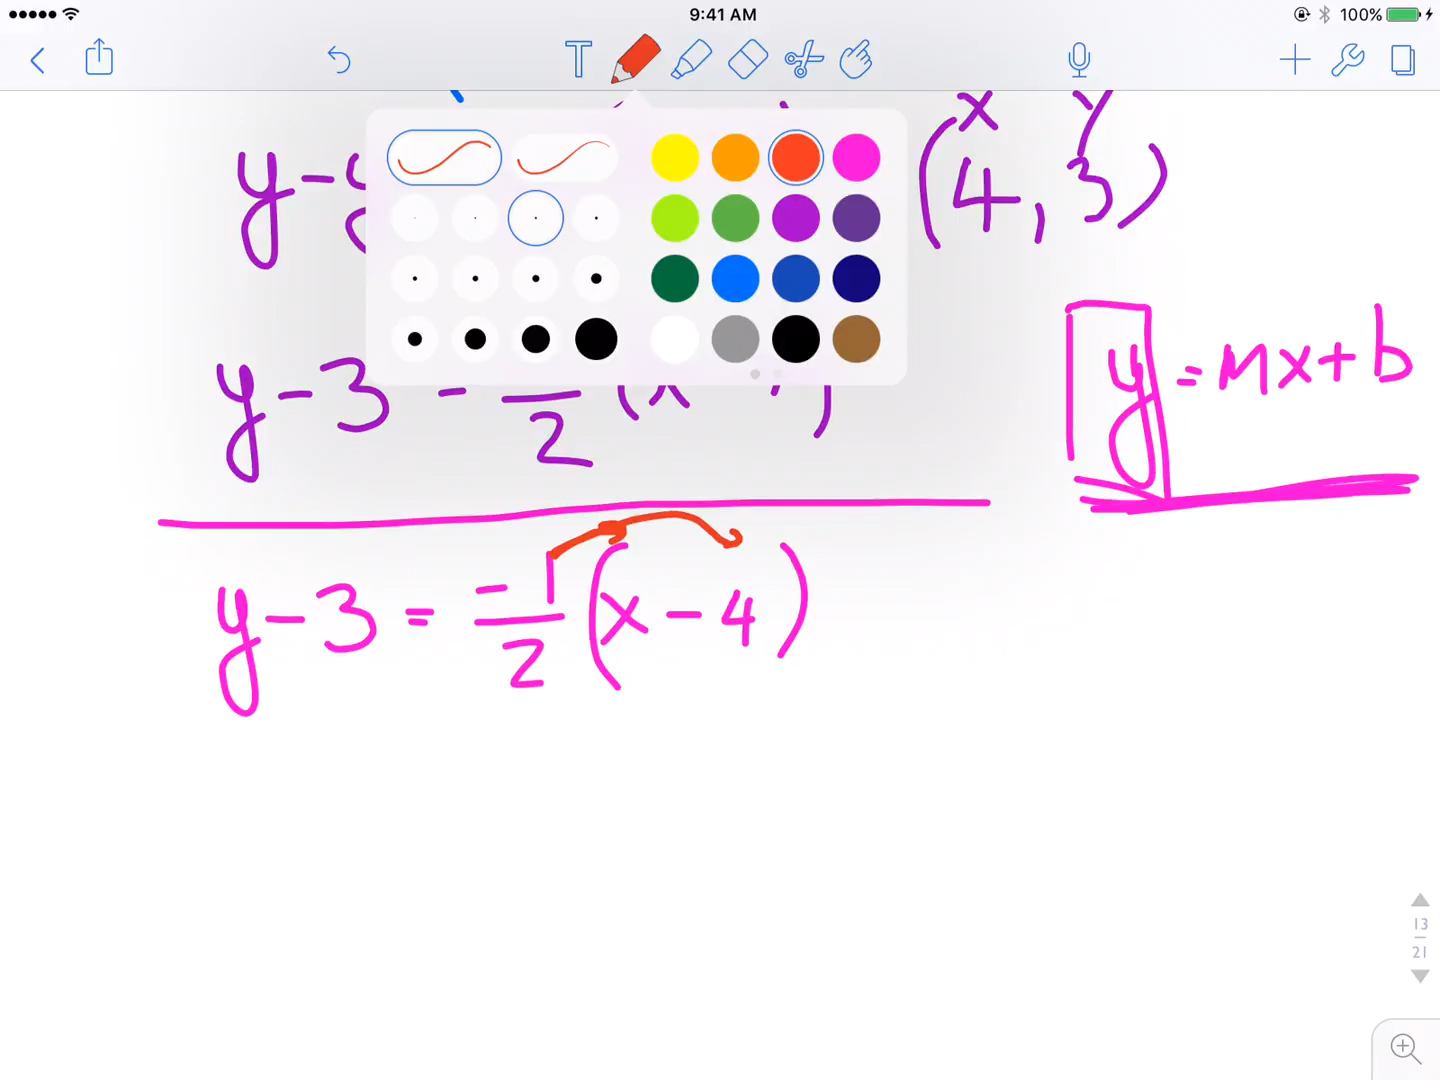 9:41 AM
100%
T
x y
y-y
(4,3)
y-3 = -/2 (x
y = mx + b
y-3 = -1/2 (x-4)
13
21